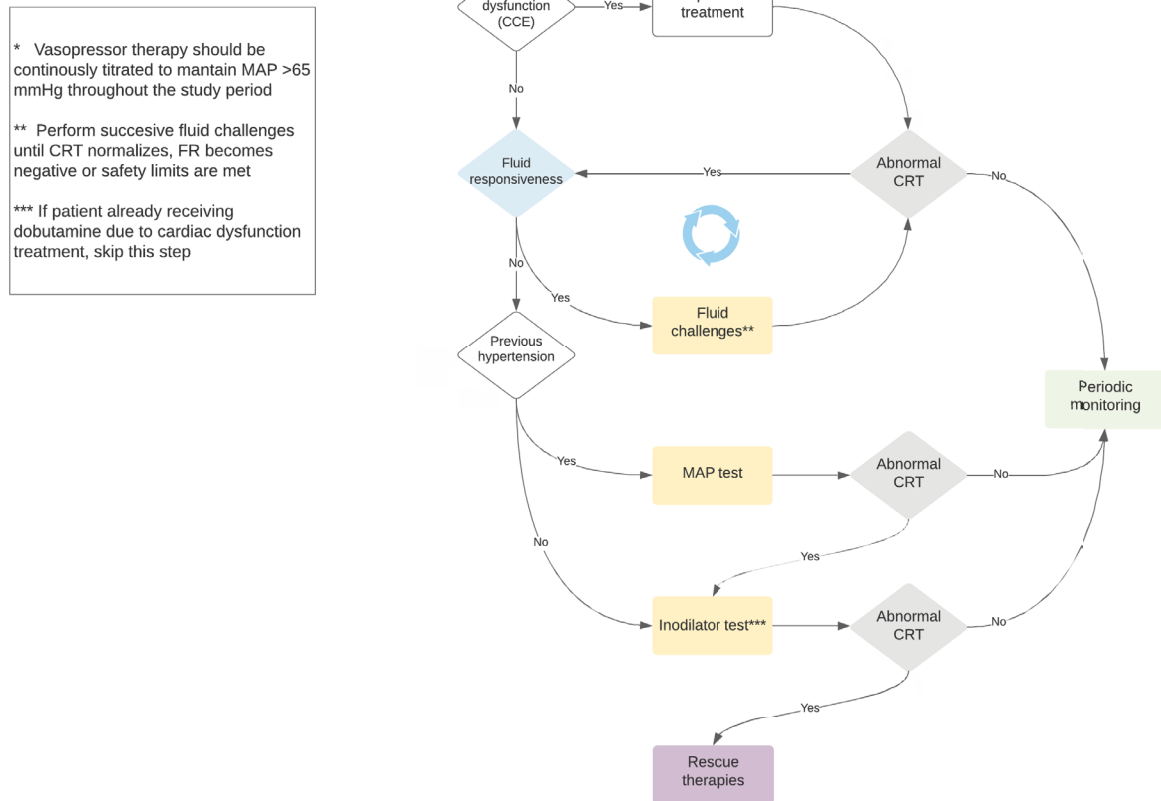 * Vasopressor therapy should be
continously titrated to mantain MAP >65
mmHg throughout the study period
** Perform succesive fluid challenges
until CRT normalizes, FR becomes
negative or safety limits are met
*** If patient already receiving
dobutamine due to cardiac dysfunction
treatment, skip this step
dysfunction
(CCE)
Yes
treatment
No
Fluid
responsiveness
Yes
Abnormal
CRT
No
No
Yes
Fluid
challenges**
Previous
hypertension
Periodic
monitoring
Yes
MAP test
Abnormal
CRT
No
No
Yes
Inodilator test***
Abnormal
CRT
No
Yes
Rescue
therapies